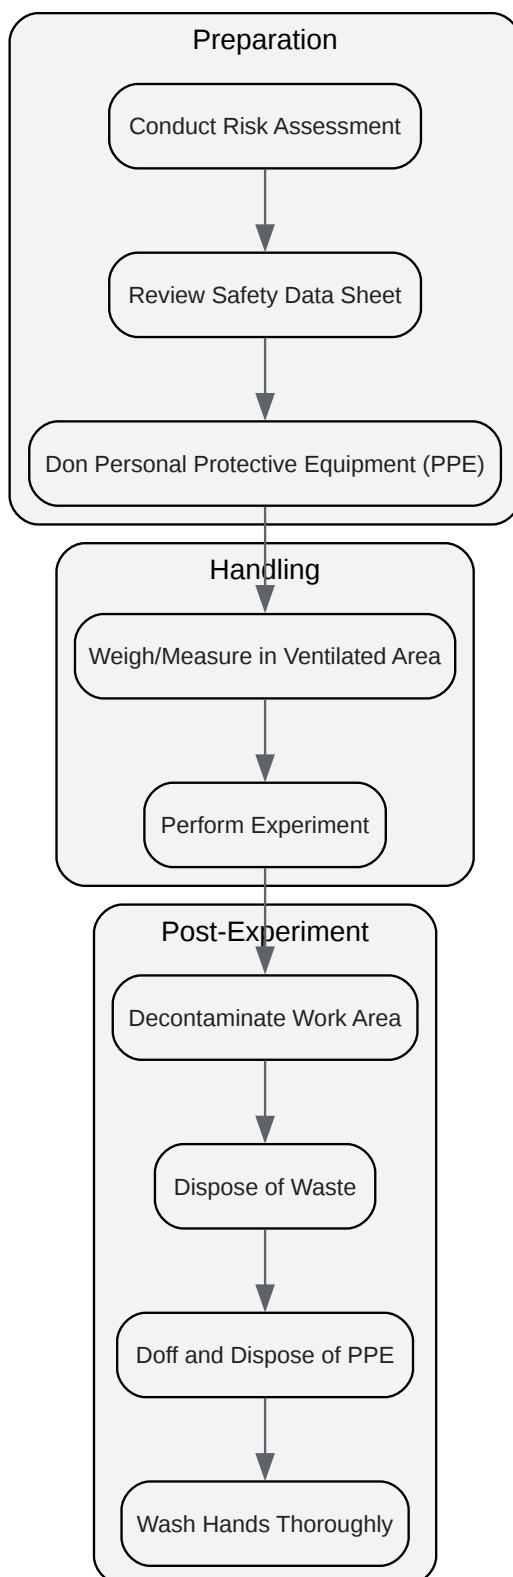 Preparation
Conduct Risk Assessment
Review Safety Data Sheet
Don Personal Protective Equipment (PPE)
Handling
Weigh/Measure in Ventilated Area
Perform Experiment
Post-Experiment
Decontaminate Work Area
Dispose of Waste
Doff and Dispose of PPE
Wash Hands Thoroughly